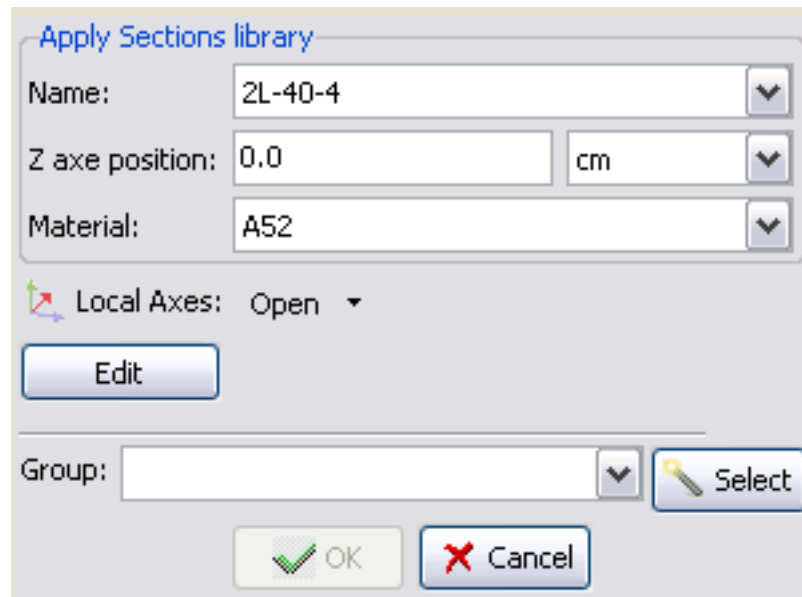 Apply Sections library
Name: 2L-40-4
Z axe position: 0.0 cm
Material: A52
Local Axes: Open
Edit
Group: Select
OK Cancel